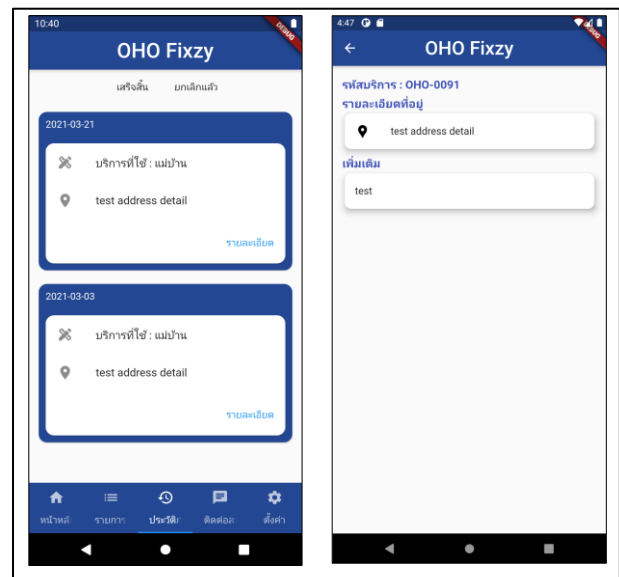 10:40
DEBUG
OHO Fixzy
เสร็จสิ้น ยกเลิกแล้ว
2021-03-21
บริการที่ใช้ : แม่บ้าน
test address detail
รายละเอียด
2021-03-03
บริการที่ใช้ : แม่บ้าน
test address detail
รายละเอียด
หน้าหลั รายการ ประวัติ ติดต่อ ตั้งค่า
4:47
DEBUG
OHO Fixzy
รหัสบริการ : OHO-0091
รายละเอียดที่อยู่
test address detail
เพิ่มเติม
test